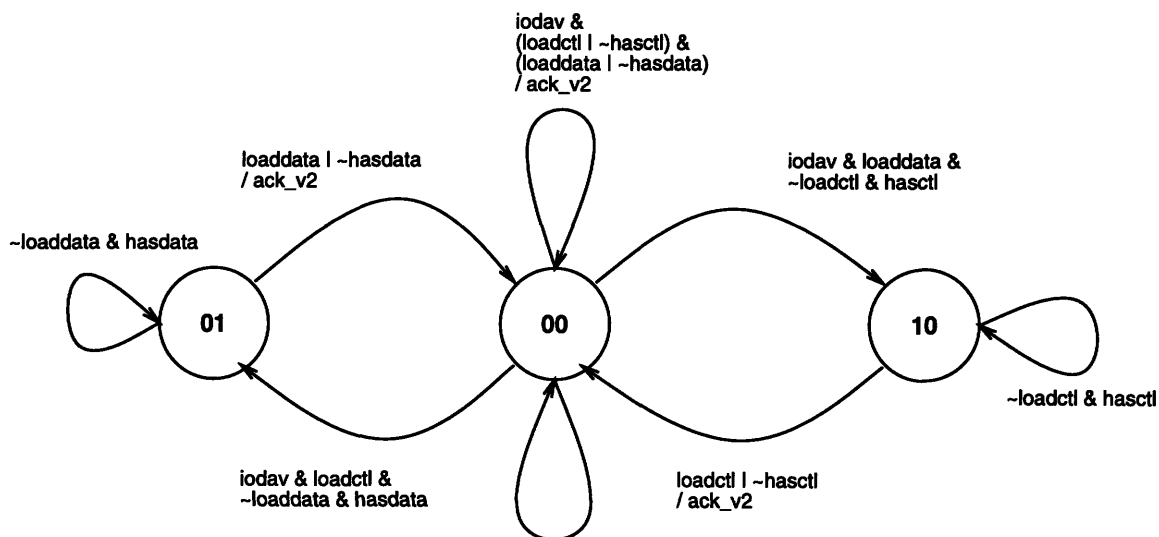 iodav &
(loadctl | ~hasctl) &
(loaddata | ~hasdata)
/ ack_v2
loaddata | ~hasdata
/ ack_v2
iodav & loaddata &
~loadctl & hasctl
~loaddata & hasdata
01
00
10
~loadctl & hasctl
iodav & loadctl &
~loaddata & hasdata
loadctl | ~hasctl
/ ack_v2